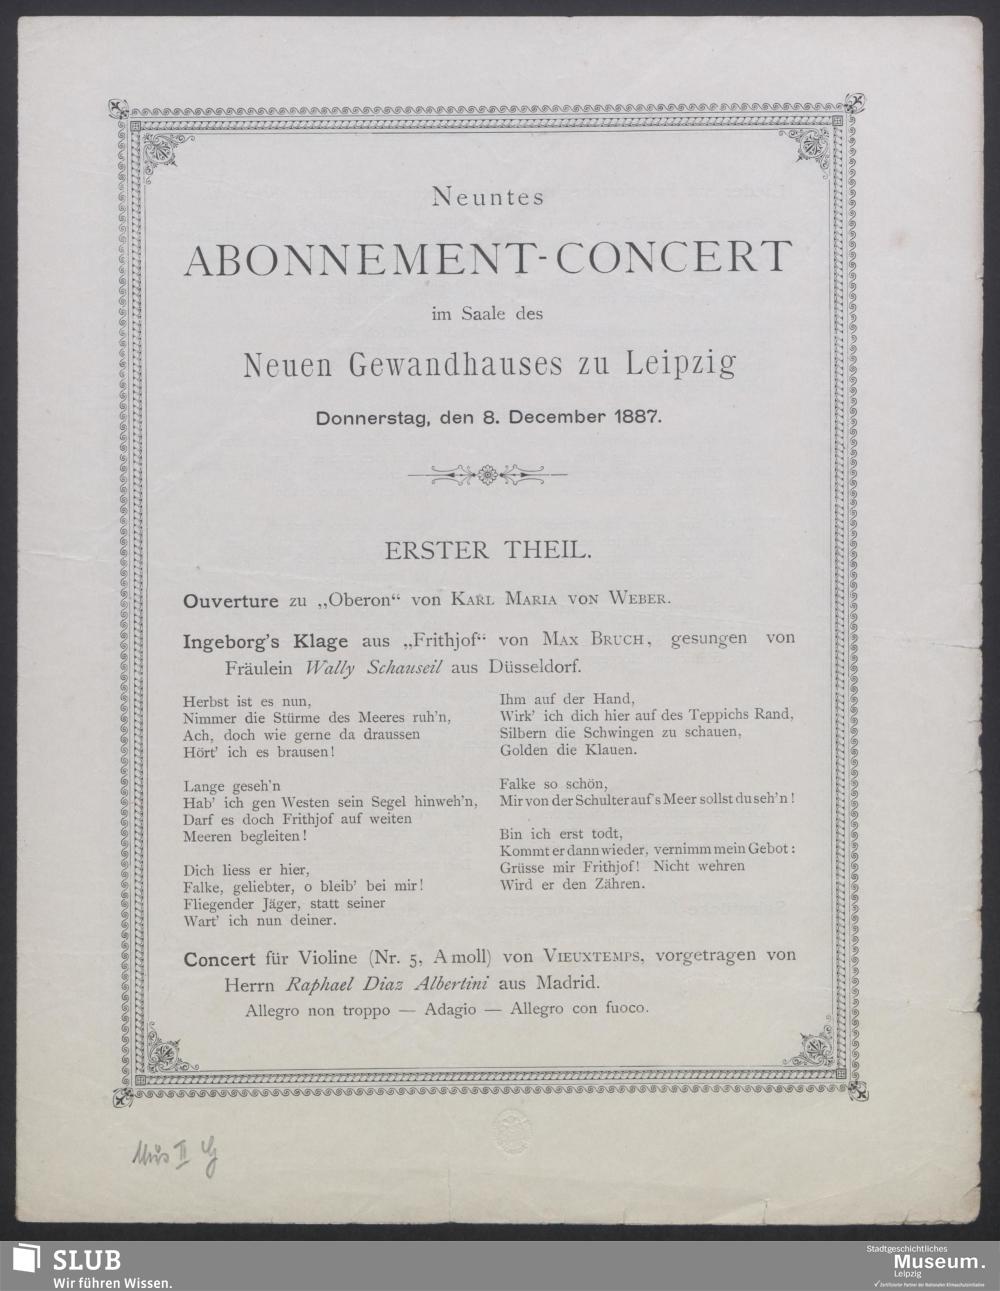 Neuntes
ABONNEMENT-CONCERT
im Saale des
Neuen Gewandhauses zu Leipzig
Donnerstag, den 8. December 1887.
ERSTER THEIL.
Ouverture zu „Oberon“ von KARL MARIA VON WEBER.
Ingeborg's Klage aus „Frithjof“ von MAX BRUCH, gesungen von
Fräulein Wally Schauseil aus Düsseldorf.
Herbst ist es nun,
Nimmer die Stürme des Meeres ruh'n,
Ach, doch wie gerne da draussen
Hört' ich es brausen!
Lange geseh'n
Hab' ich gen Westen sein Segel hinweh'n,
Darf es doch Frithjof auf weiten
Meeren begleiten!
Dich liess er hier,
Falke, geliebter, o bleib' bei mir!
Fliegender Jäger, statt seiner
Wart' ich nun deiner.
Ihm auf der Hand,
Wirk' ich dich hier auf des Teppichs Rand,
Silbern die Schwingen zu schauen,
Golden die Klauen.
Falke so schön,
Mir von der Schulter auf's Meer sollst du seh'n!
Bin ich erst todt,
Kommt er dann wieder, vernimm mein Gebot:
Grüsse mir Frithjof! Nicht wehren
Wird er den Zähren.
Concert für Violine (Nr. 5, A moll) von VIEUXTEMPS, vorgetragen von
Herrn Raphael Diaz Albertini aus Madrid.
Allegro non troppo — Adagio — Allegro con fuoco.
Mus II G
SLUB
Wir führen Wissen.
Stadtgeschichtliches
Museum.
Leipzig
Zertifizierter Partner der Nationalen Klimaschutzinitiative